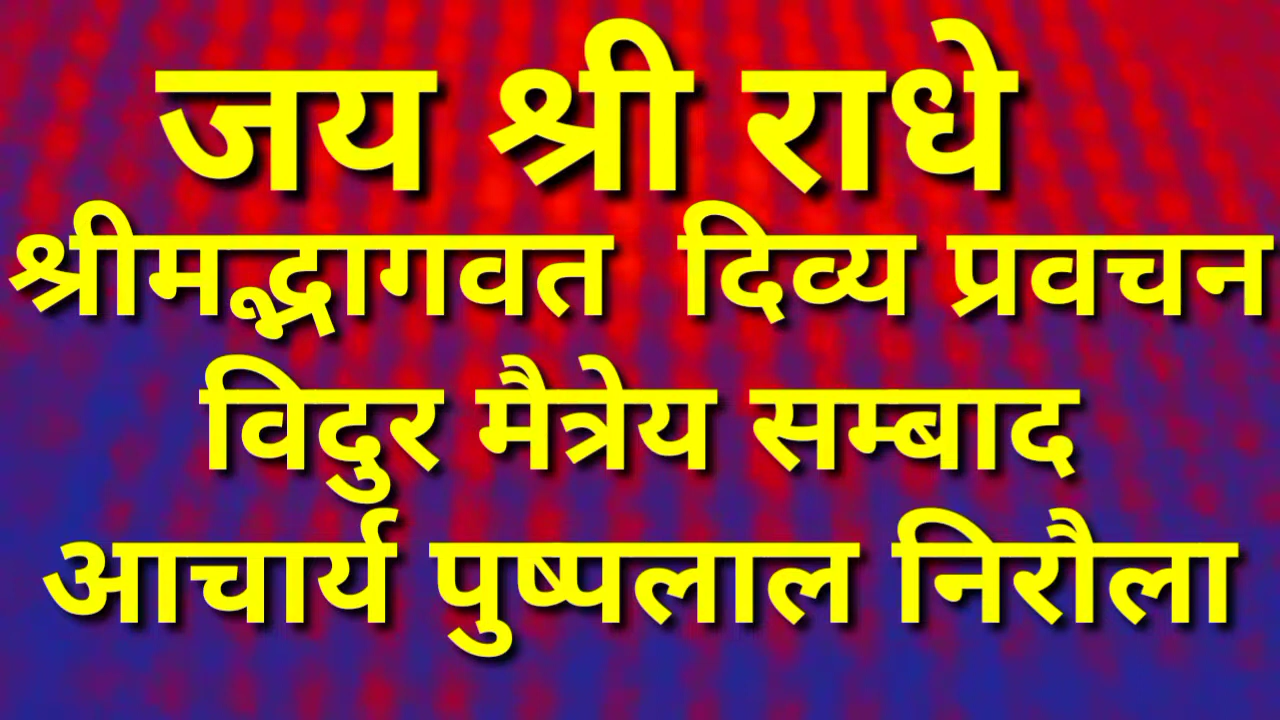 जय श्री राधे
श्रीमद्भागवत दिव्य प्रवचन
विदुर मैत्रेय सम्बाद
आचार्य पुष्पलाल निरौला